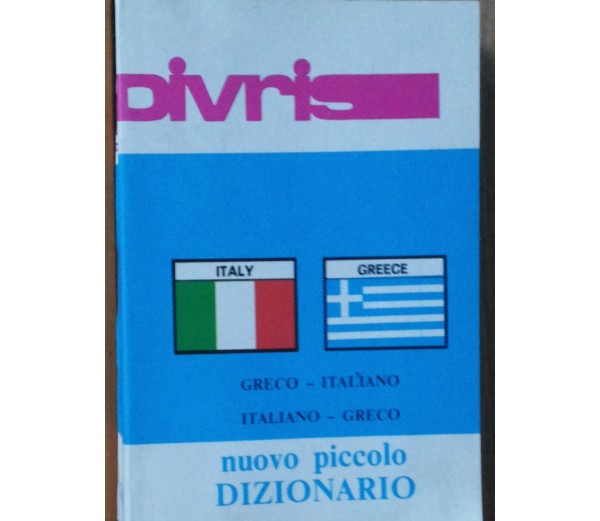 Divris
ITALY
GREECE
GRECO - ITALIANO
ITALIANO - GRECO
nuovo piccolo
DIZIONARIO